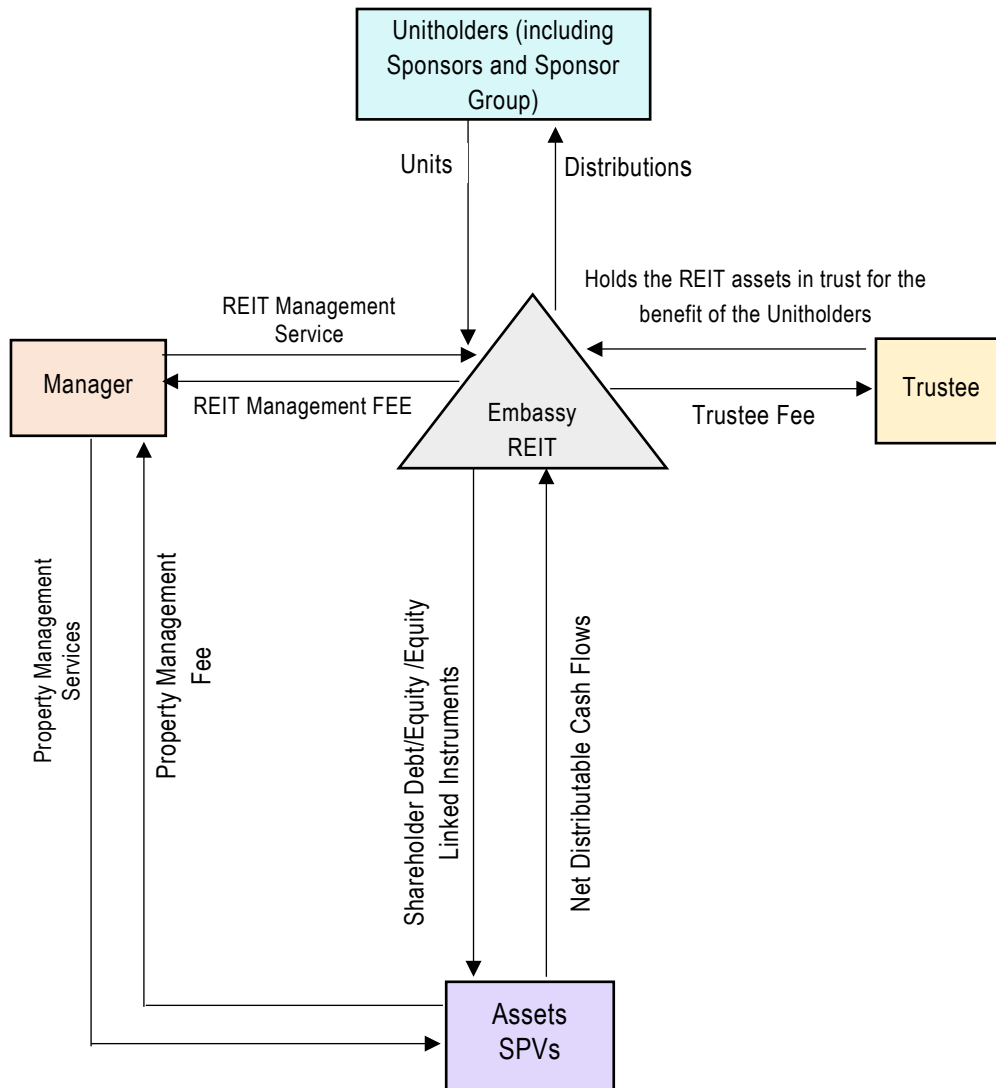 Unitholders (including
Sponsors and Sponsor
Group)
Units
Distributions
Holds the REIT assets in trust for the
benefit of the Unitholders
REIT Management
Service
Manager
REIT Management FEE
Embassy
REIT
Trustee Fee
Trustee
Property Management
Services
Property Management
Fee
Shareholder Debt/Equity /Equity
Linked Instruments
Net Distributable Cash Flows
Assets
SPVs